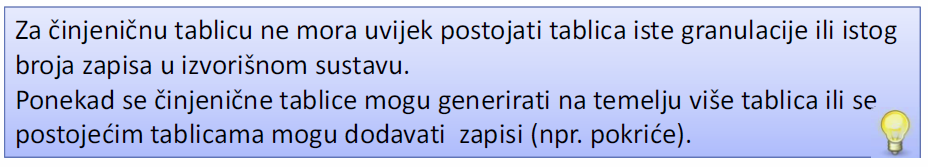 Za činjeničnu tablicu ne mora uvijek postojati tablica iste granulacije ili istog
broja zapisa u izvorišnom sustavu.
Ponekad se činjenične tablice mogu generirati na temelju više tablica ili se
postojećim tablicama mogu dodavati  zapisi (npr. pokriće).